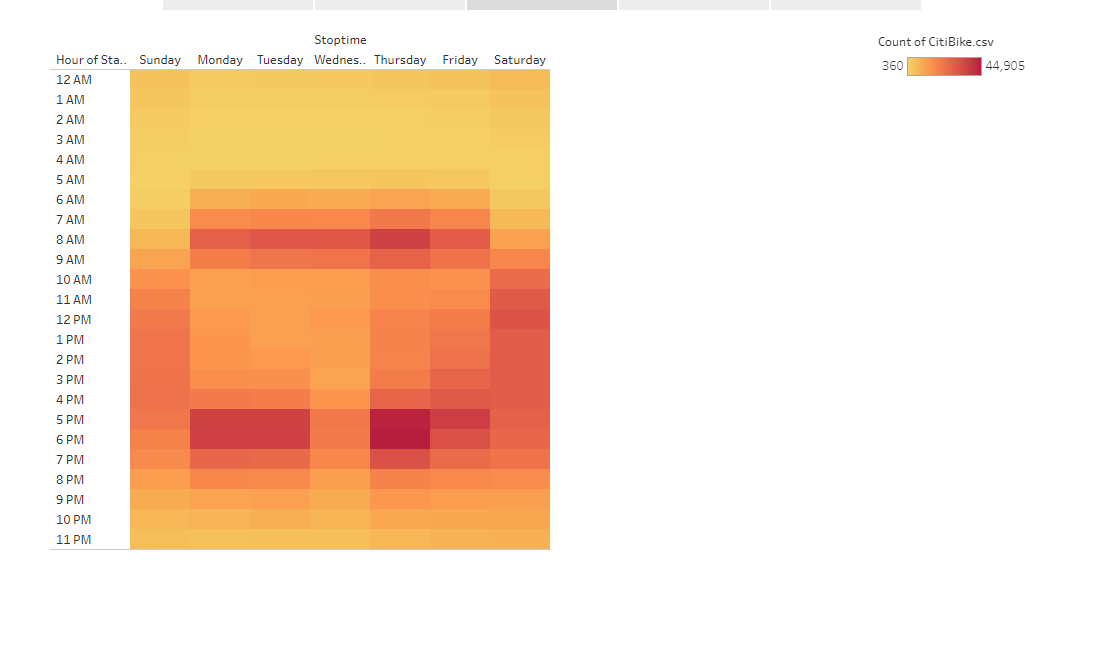 Stoptime
Count of CitiBike.csv
Hour of Sta.. Sunday Monday Tuesday Wednes.. Thursday Friday Saturday
360 44,905
12 AM
1 AM
2 AM
3 AM
4 AM
5 AM
6 AM
7 AM
8 AM
9 AM
10 AM
11 AM
12 PM
1 PM
2 PM
3 PM
4 PM
5 PM
6 PM
7 PM
8 PM
9 PM
10 PM
11 PM